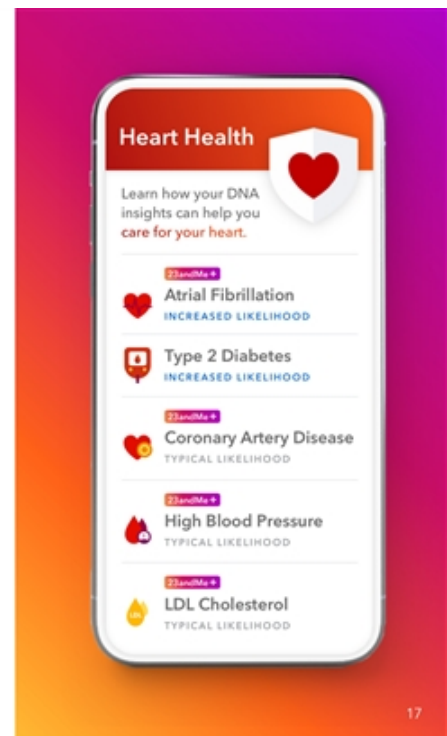 Heart Health
Learn how your DNA
insights can help you
care for your heart.
23andMe+
Atrial Fibrillation
INCREASED LIKELIHOOD
Type 2 Diabetes
INCREASED LIKELIHOOD
23andMe+
Coronary Artery Disease
TYPICAL LIKELIHOOD
23andMe+
High Blood Pressure
TYPICAL LIKELIHOOD
23andMe+
LDL Cholesterol
LDL
TYPICAL LIKELIHOOD
17